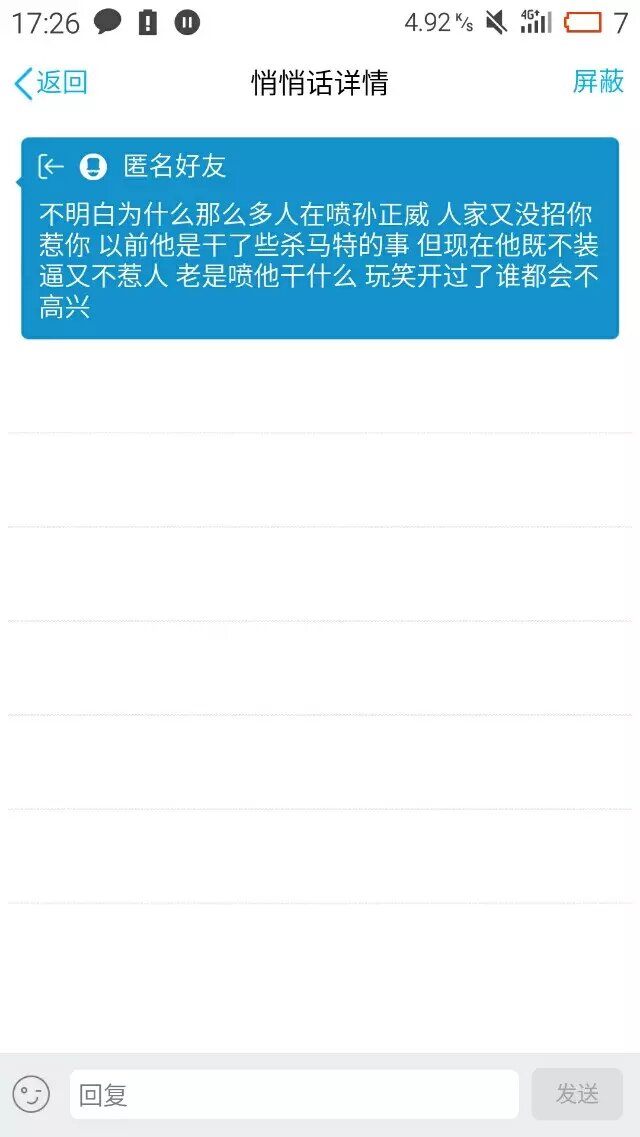 17:26 4.92 K/s 4G+ 7
返回 悄悄话详情 屏蔽
匿名好友
不明白为什么那么多人在喷孙正威 人家又没招你
惹你 以前他是干了些杀马特的事 但现在他既不装
逼又不惹人 老是喷他干什么 玩笑开过了谁都会不
高兴
回复 发送